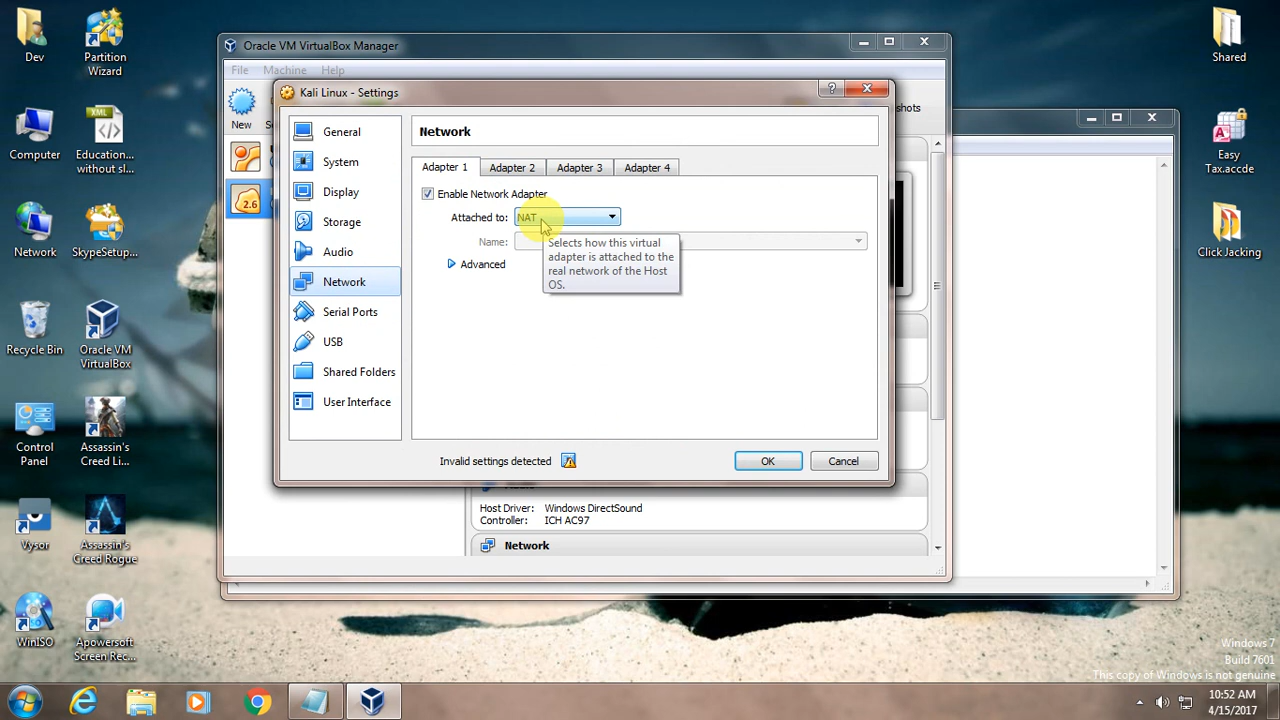 Dev
Partition
Wizard
Computer
XML
Education...
without sl...
Network
SkypeSetup...
Recycle Bin
Oracle VM
VirtualBox
Control
Panel
Assassin's
Creed Li...
Vysor
Assassin's
Creed Rogue
WinISO
Apowersoft
Screen Rec...
Oracle VM VirtualBox Manager
File Machine Help
New
S
2.6
shots
Kali Linux - Settings
General
System
Display
Storage
Audio
Network
Serial Ports
USB
Shared Folders
User Interface
Network
Adapter 1
Adapter 2
Adapter 3
Adapter 4
Enable Network Adapter
Attached to:
NAT
Name:
Advanced
Selects how this virtual
adapter is attached to the
real network of the Host
OS.
Invalid settings detected
OK
Cancel
Audio
Host Driver: Windows DirectSound
Controller: ICH AC97
Network
Shared
Easy
Tax.accde
Click Jacking
Windows 7
Build 7601
This copy of Windows is not genuine
10:52 AM
4/15/2017